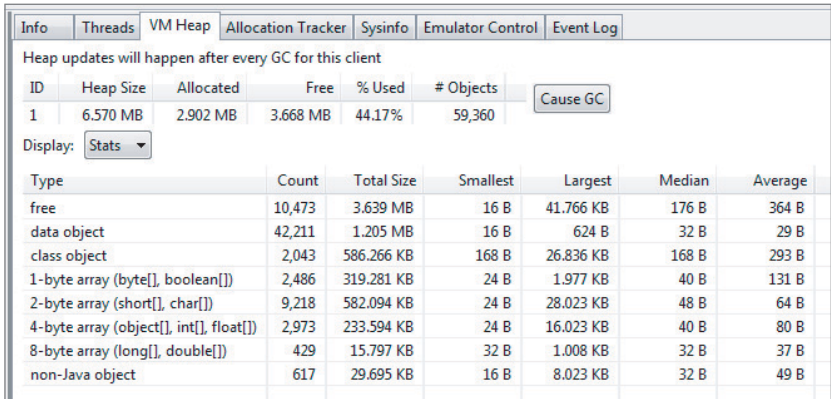 Info Threads VM Heap Allocation Tracker Sysinfo Emulator Control Event Log
Heap updates will happen after every GC for this client
ID Heap Size Allocated Free % Used # Objects
Cause GC
1 6.570 MB 2.902 MB 3.668 MB 44.17% 59,360
Display: Stats
Type Count Total Size Smallest Largest Median Average
free 10,473 3.639 MB 16 B 41.766 KB 176 B 364 B
data object 42,211 1.205 MB 16 B 624 B 32 B 29 B
class object 2,043 586.266 KB 168 B 26.836 KB 168 B 293 B
1-byte array (byte[], boolean[]) 2,486 319.281 KB 24 B 1.977 KB 40 B 131 B
2-byte array (short[], char[]) 9,218 582.094 KB 24 B 28.023 KB 48 B 64 B
4-byte array (object[], int[], float[]) 2,973 233.594 KB 24 B 16.023 KB 40 B 80 B
8-byte array (long[], double[]) 429 15.797 KB 32 B 1.008 KB 32 B 37 B
non-Java object 617 29.695 KB 16 B 8.023 KB 32 B 49 B